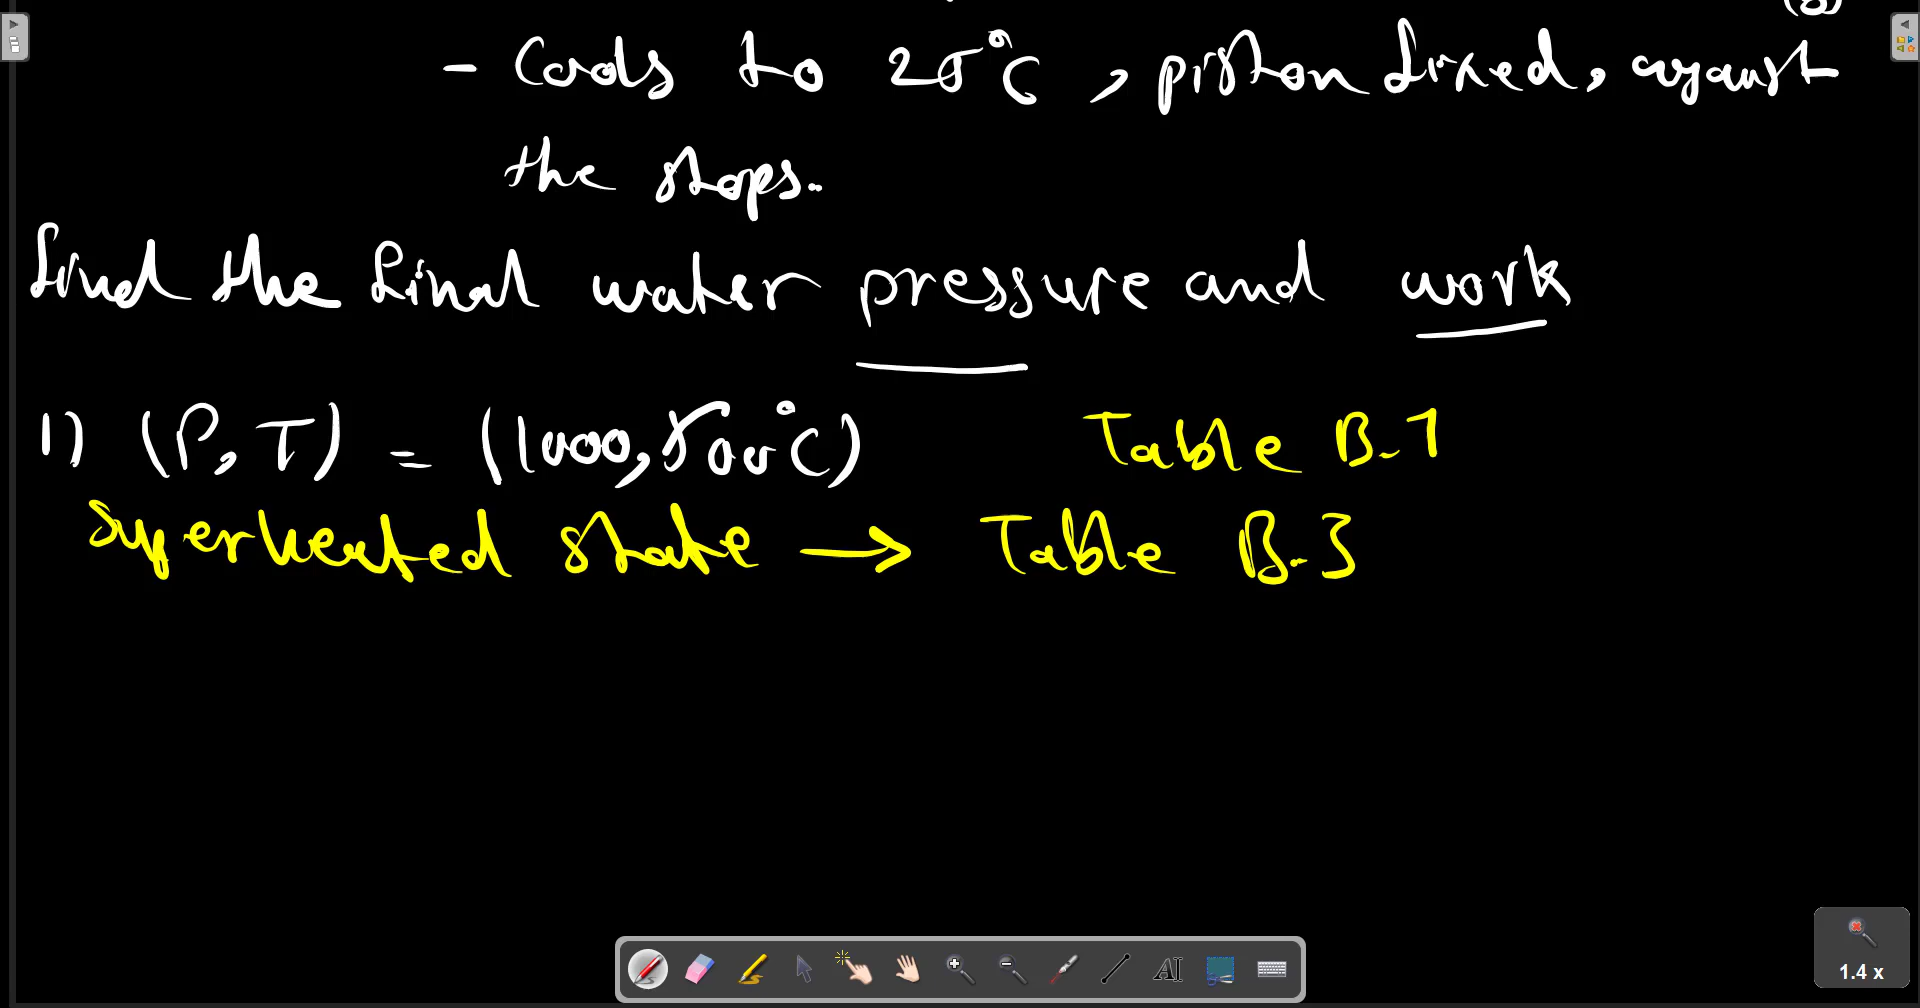 - Cools to 25°C, piston fixed, against
the stops.
find the final water pressure and work
1) (P, T) = (1000, 500°C) Table B-1
Superheated state → Table B-3
AI
1.4 x